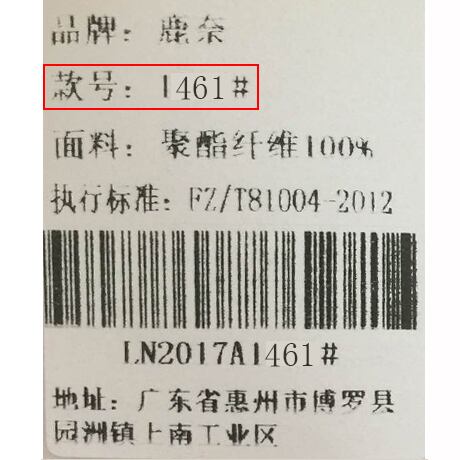 品牌：鹿奈
款号：1461#
面料：聚酯纤维100%
执行标准：FZ/T81004-2012
LN2017A1461#
地址：广东省惠州市博罗县
园洲镇上南工业区